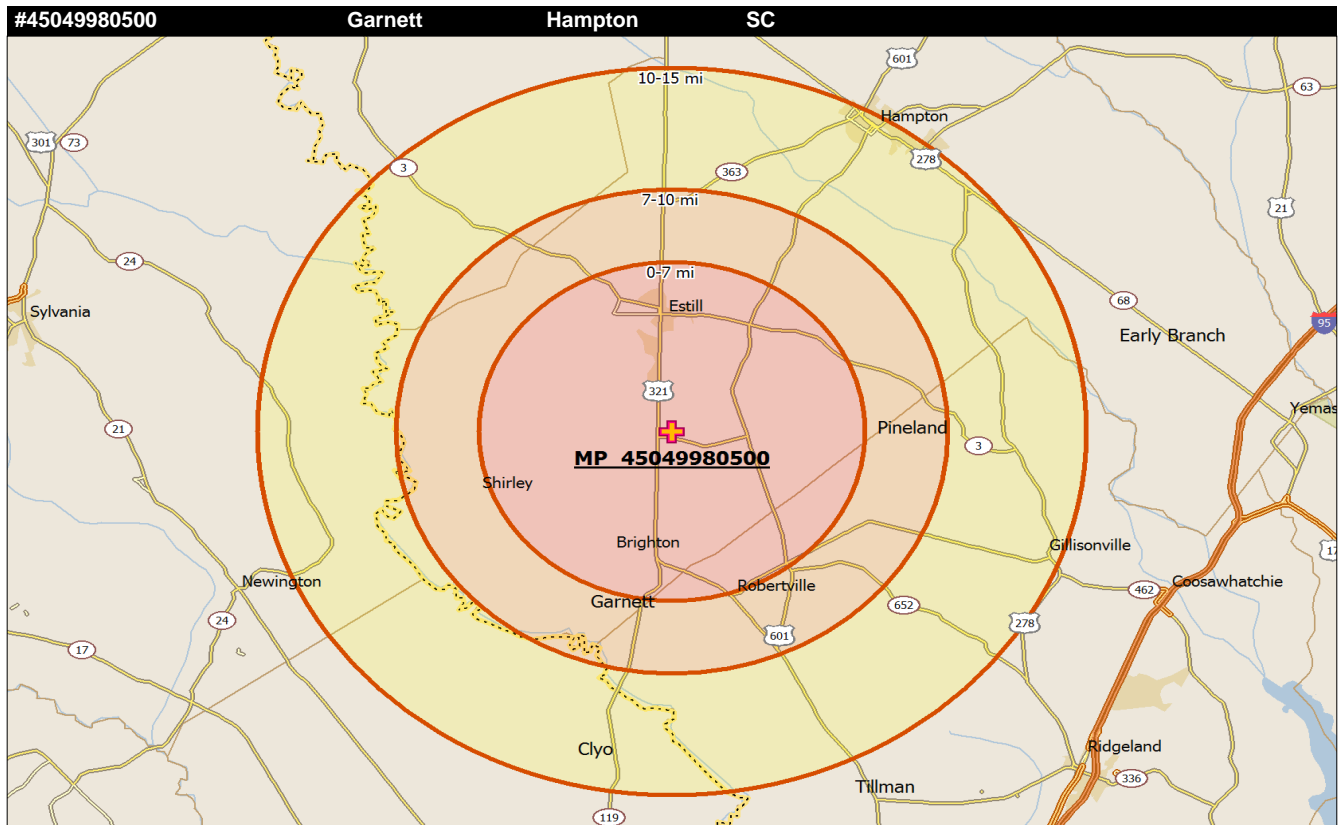 #45049980500 Garnett Hampton SC
601
10-15 mi
63
Hampton
301 73
278
3
363
7-10 mi
21
24
0-7 mi
68
Estill
Sylvania
95
Early Branch
321
Yemas
21
Pineland
3
MP 45049980500
Shirley
Brighton
Gillisonville
17
Newington
Robertville
Coosawhatchie
462
Garnett
652
24
278
601
17
Clyo
Ridgeland
336
Tillman
119